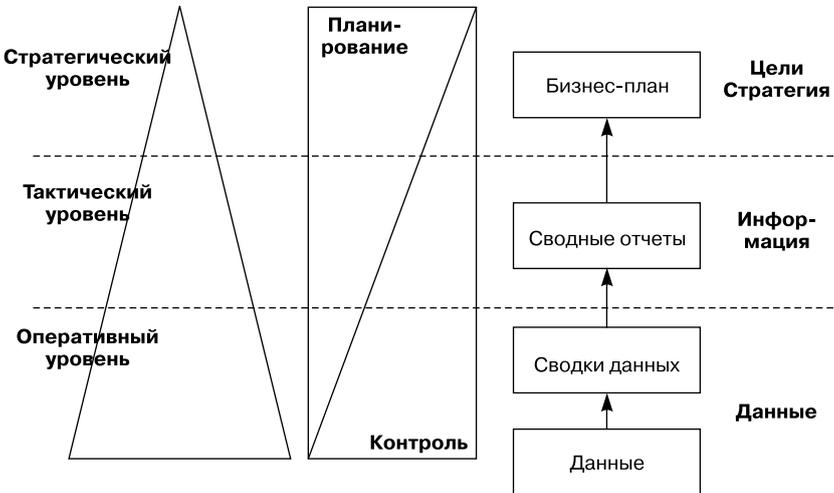 Стратегический
уровень
Плани-
рование
Бизнес-план
Цели
Стратегия
Тактический
уровень
Сводные отчеты
Инфор-
мация
Оперативный
уровень
Сводки данных
Контроль
Данные
Данные